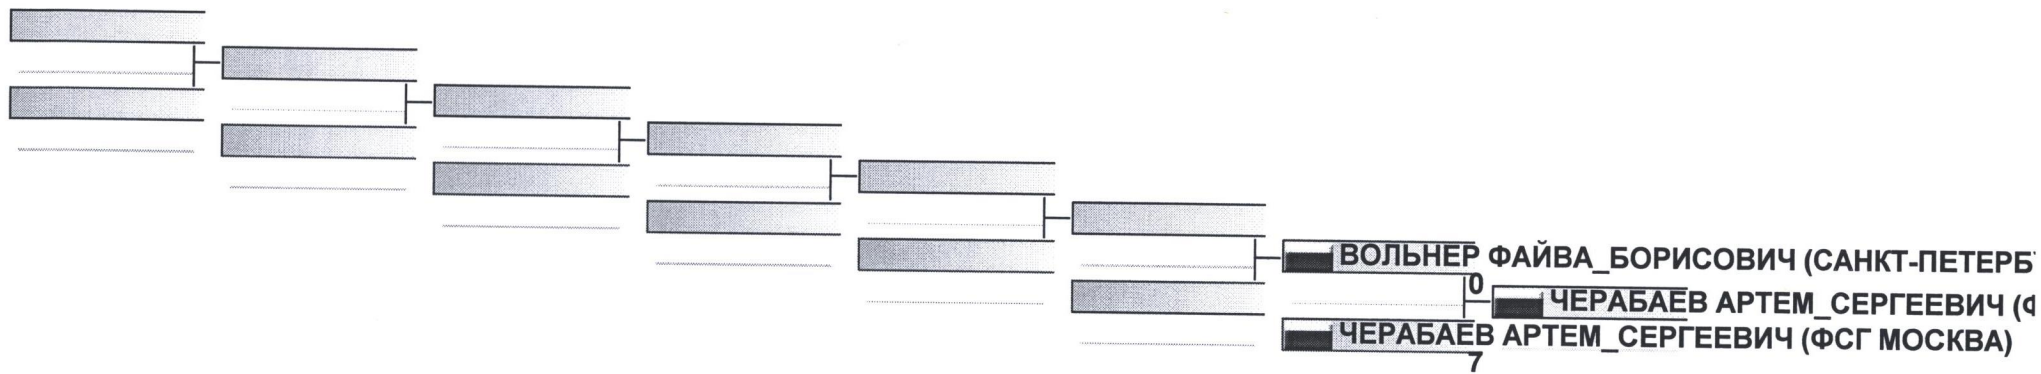 ВОЛЬНЕР ФАЙВА_БОРИСОВИЧ (САНКТ-ПЕТЕРБ
0
ЧЕРАБАЕВ АРТЕМ_СЕРГЕЕВИЧ (Ф
ЧЕРАБАЕВ АРТЕМ_СЕРГЕЕВИЧ (ФСГ МОСКВА)
7